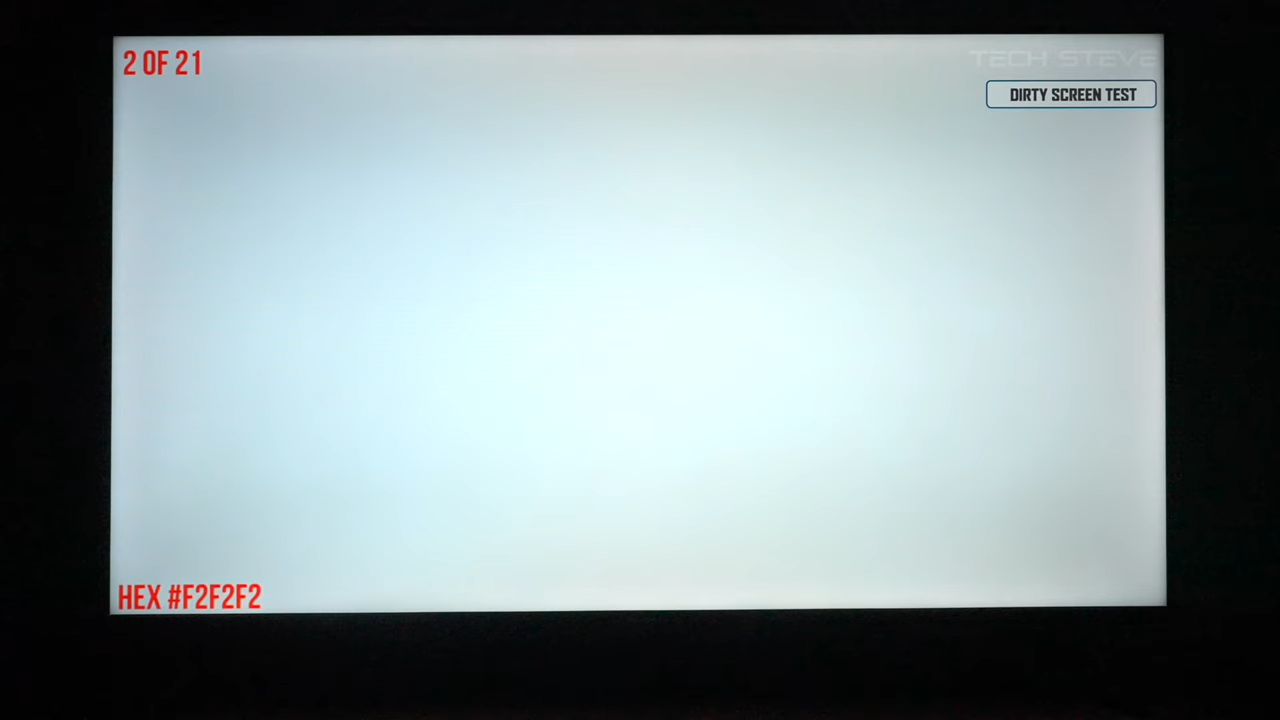 2 OF 21
TECH STEVE
DIRTY SCREEN TEST
HEX #F2F2F2